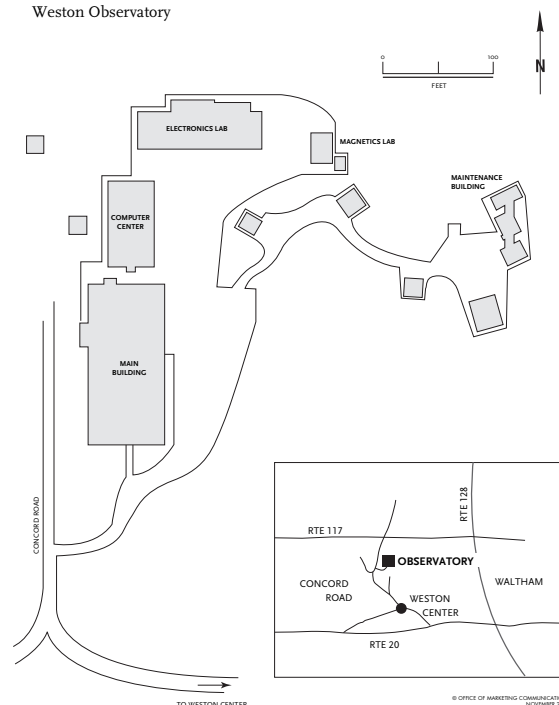 Weston Observatory
0 100
FEET
N
ELECTRONICS LAB
MAGNETICS LAB
MAINTENANCE
BUILDING
COMPUTER
CENTER
MAIN
BUILDING
CONCORD ROAD
TO WESTON CENTER
RTE 128
RTE 117
OBSERVATORY
CONCORD
ROAD
WESTON
CENTER
WALTHAM
RTE 20
© OFFICE OF MARKETING